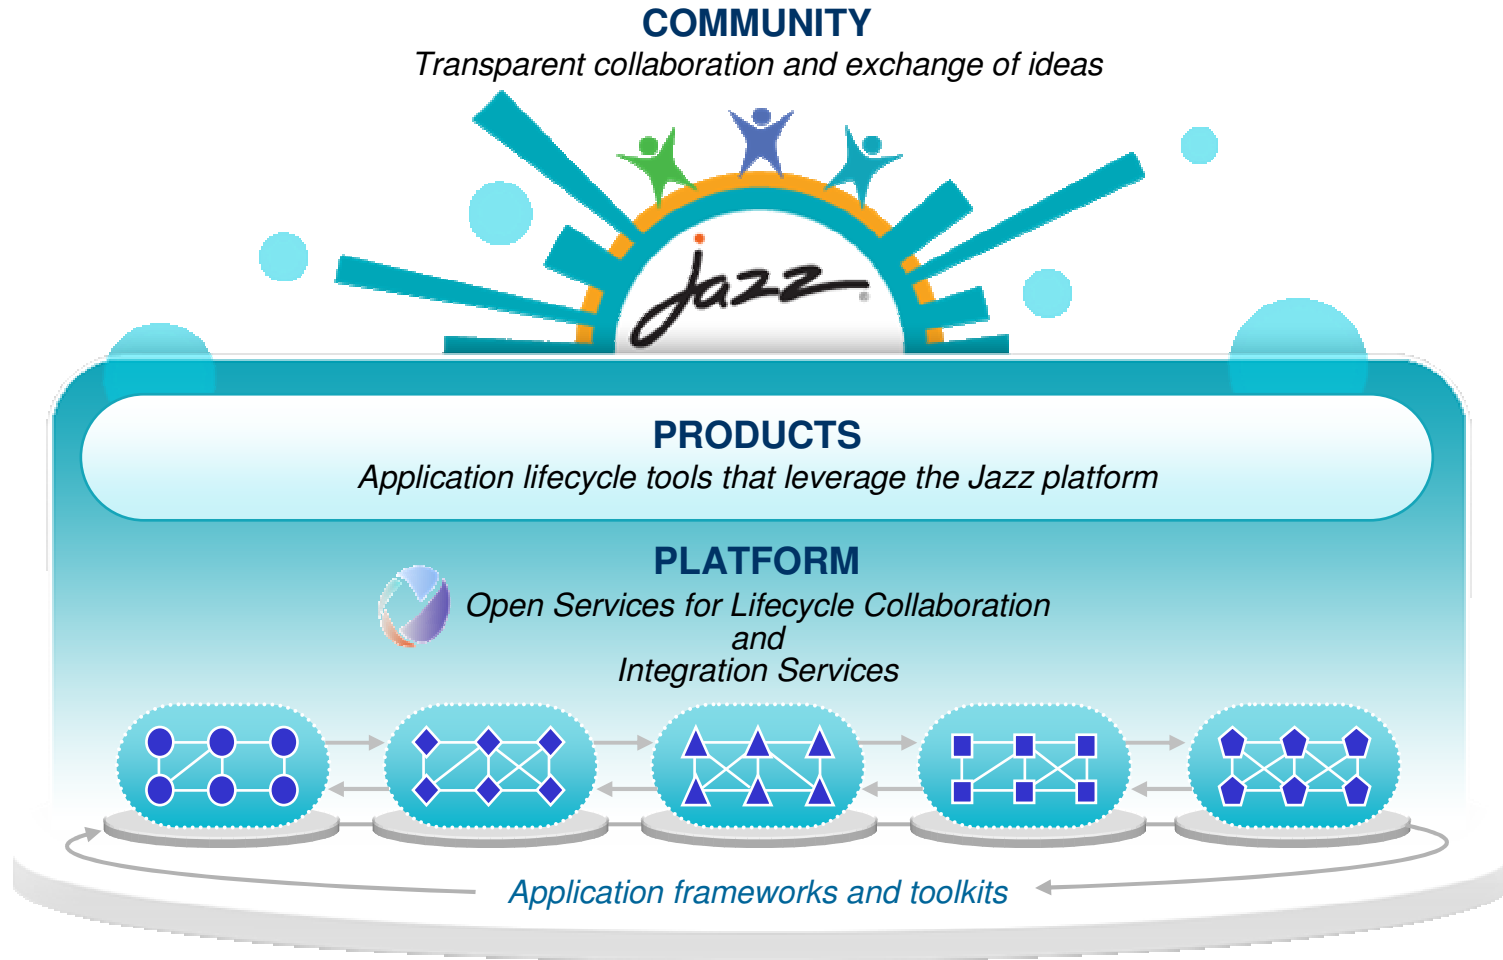 COMMUNITY
Transparent collaboration and exchange of ideas
jazz®
PRODUCTS
Application lifecycle tools that leverage the Jazz platform
PLATFORM
Open Services for Lifecycle Collaboration
and
Integration Services
Application frameworks and toolkits